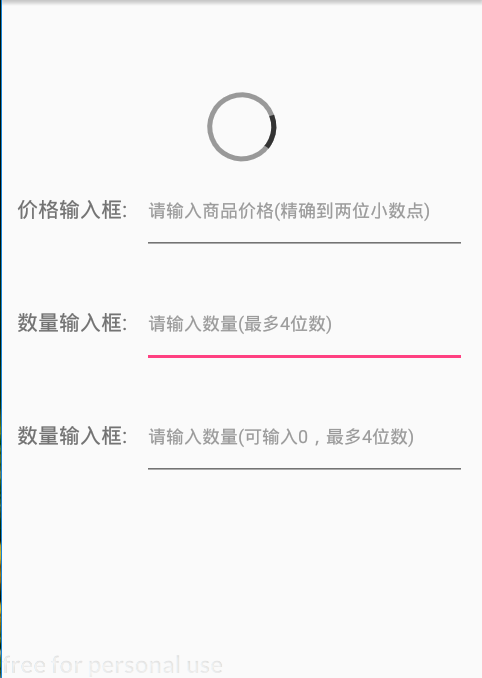 价格输入框: 请输入商品价格(精确到两位小数点)
数量输入框: 请输入数量(最多4位数)
数量输入框: 请输入数量(可输入0，最多4位数)
free for personal use